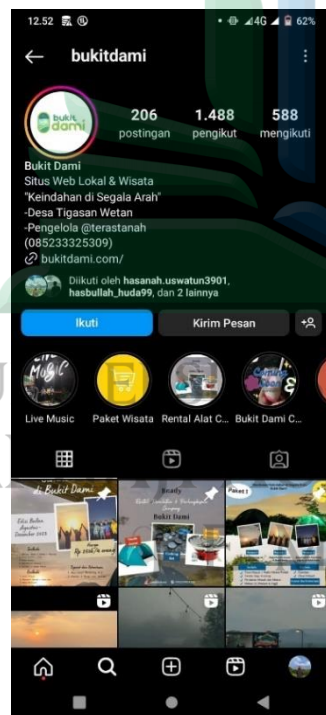 12.52
4G 62%
bukitdami
bukit
dami
206 1.488 588
postingan pengikut mengikuti
Bukit Dami
Situs Web Lokal & Wisata
"Keindahan di Segala Arah"
-Desa Tigasan Wetan
-Pengelola @terastanah
(085233325309)
bukitdami.com/
Diikuti oleh hasanah.uswatun3901,
hasbullah_huda99, dan 2 lainnya
Ikuti Kirim Pesan
Live Music Paket Wisata Rental Alat C... Bukit Dami C...
di Bukit Dami
Ready
Bukit Dami
Paket 1